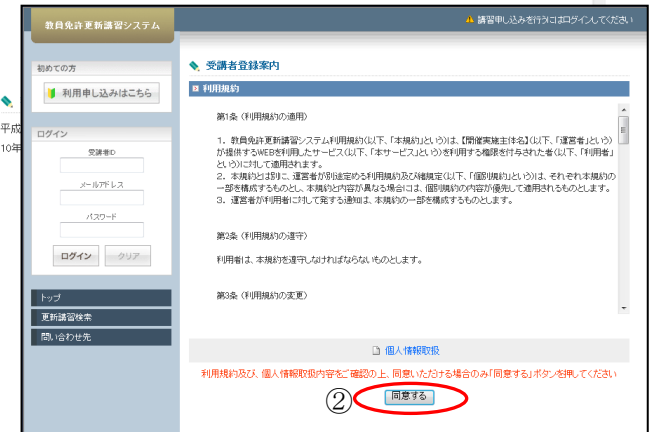 教員免許更新講習システム
講習申し込みを行うにはログインしてください
初めての方
利用申し込みはこちら
平成
10年
ログイン
受講者ID
メールアドレス
パスワード
ログイン クリア
トップ
更新講習検索
問い合わせ先
受講者登録案内
利用規約
第1条 (利用規約の適用)
1. 教員免許更新講習システム利用規約(以下、「本規約」という)は、【開催実施主体名】(以下、「運営者」という)
が提供するWEBを利用したサービス(以下、「本サービス」という)を利用する権限を付与された者(以下、「利用者」
という)に対して適用されます。
2. 本規約とは別に、運営者が別途定める利用規約及び諸規定(以下、「個別規約」という)は、それぞれ本規約の
一部を構成するものとし、本規約と内容が異なる場合には、個別規約の内容が優先して適用されるものとします。
3. 運営者が利用者に対して発する通知は、本規約の一部を構成するものとします。
第2条 (利用規約の遵守)
利用者は、本規約を遵守しなければならないものとします。
第3条 (利用規約の変更)
個人情報取扱
利用規約及び、個人情報取扱内容をご確認の上、同意いただける場合のみ「同意する」ボタンを押してください
② 同意する